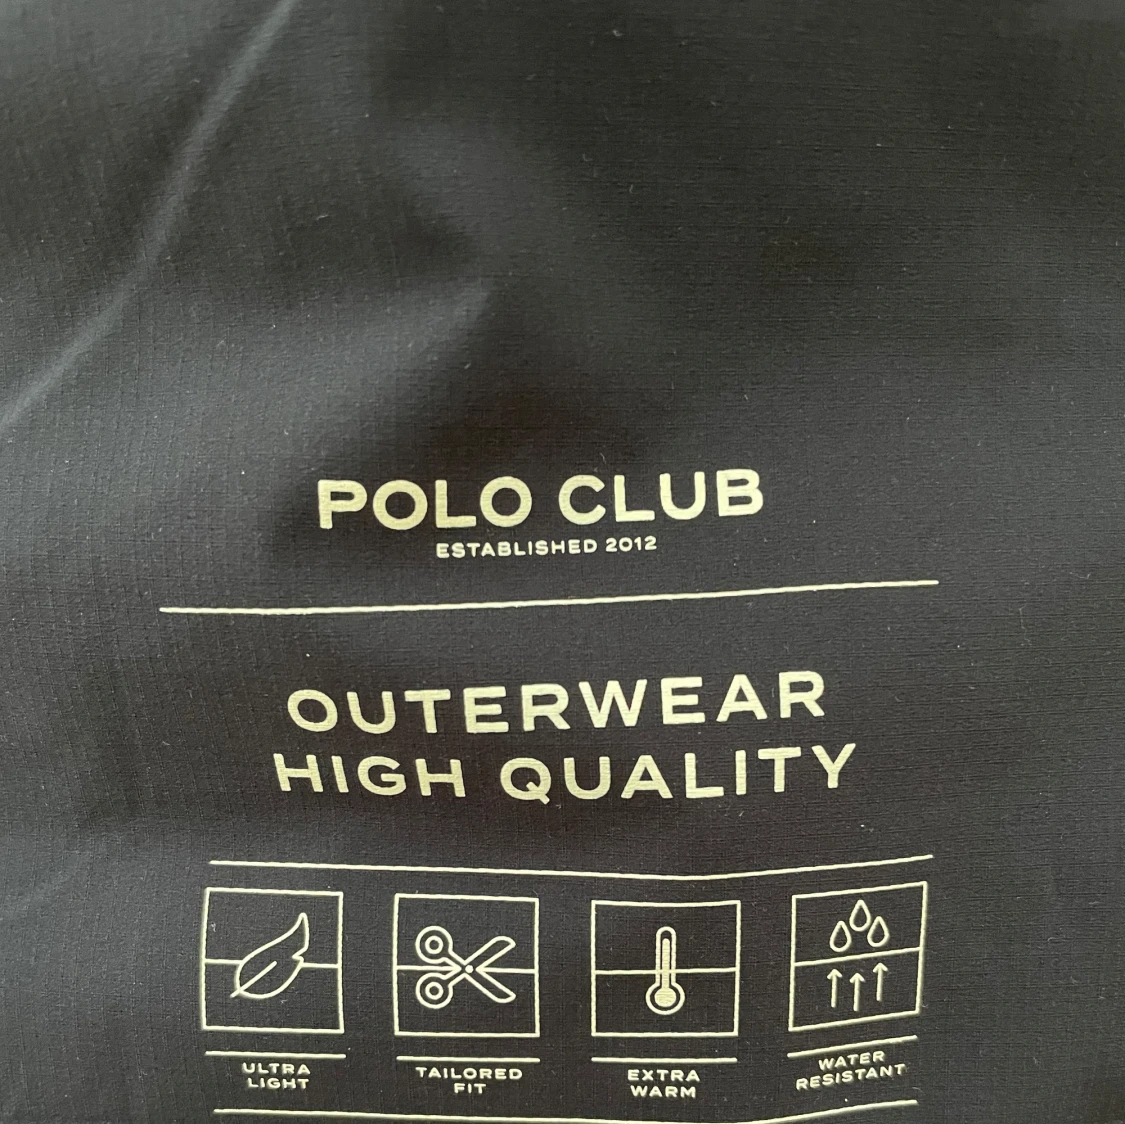 POLO CLUB
ESTABLISHED 2012
OUTERWEAR
HIGH QUALITY
ULTRA
LIGHT
TAILORED
FIT
EXTRA
WARM
WATER
RESISTANT